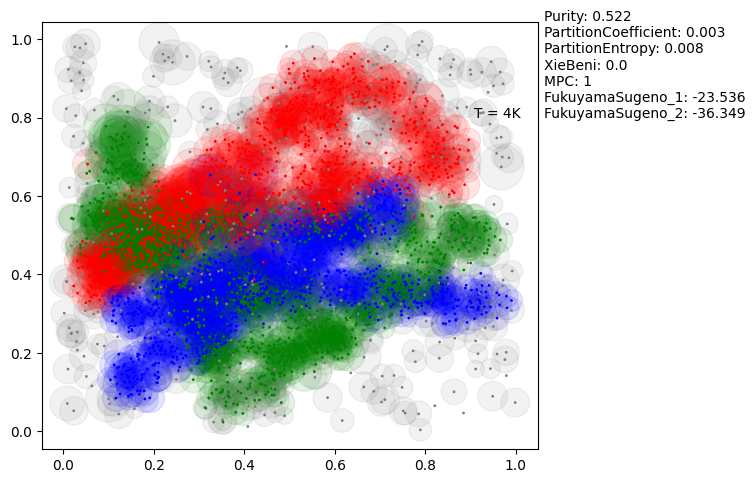 Purity: 0.522
PartitionCoefficient: 0.003
PartitionEntropy: 0.008
XieBeni: 0.0
MPC: 1
FukuyamaSugeno_1: -23.536
FukuyamaSugeno_2: -36.349
T = 4K
1.0
0.8
0.6
0.4
0.2
0.0
0.0 0.2 0.4 0.6 0.8 1.0